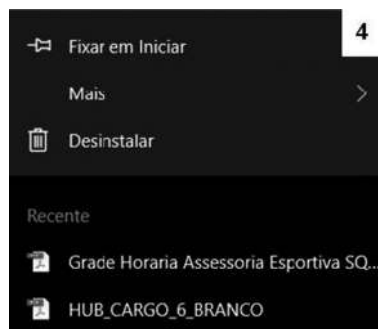 4
Fixar em Iniciar
Mais
Desinstalar
Recente
Grade Horaria Assessoria Esportiva SQ...
HUB_CARGO_6_BRANCO